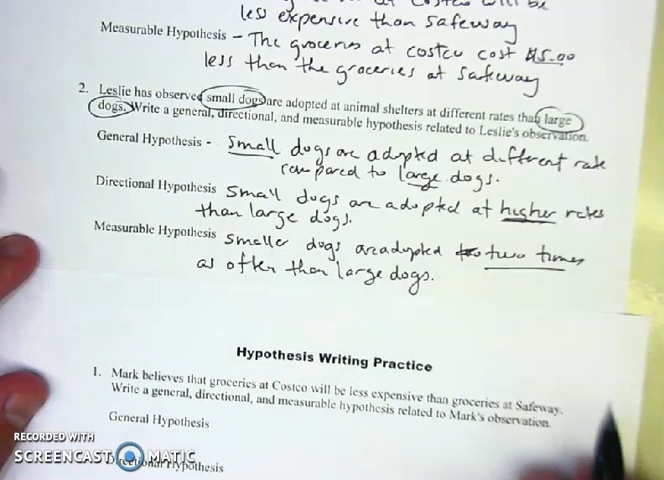 at Costco will be
less expensive than Safeway
Measurable Hypothesis - The groceries at costco cost $15.00
less than the groceries at Safeway
2. Leslie has observed small dogs are adopted at animal shelters at different rates than large
dogs. Write a general, directional, and measurable hypothesis related to Leslie's observation.
General Hypothesis - Small dogs are adopted at different rate
compared to large dogs.
Directional Hypothesis Small dogs are adopted at higher rates
than large dogs.
Measurable Hypothesis smaller dogs are adopted two times
as often than large dogs.
Hypothesis Writing Practice
1. Mark believes that groceries at Costco will be less expensive than groceries at Safeway.
Write a general, directional, and measurable hypothesis related to Mark's observation.
General Hypothesis
RECORDED WITH
SCREENCAST MATIC
Directional Hypothesis